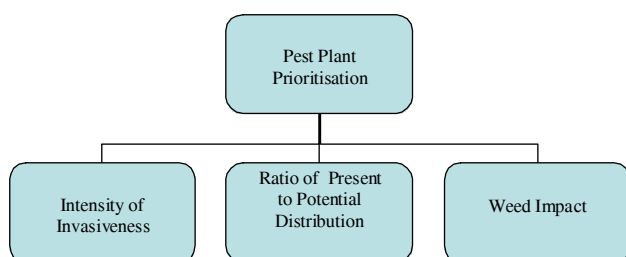 Pest Plant
Prioritisation
Intensity of
Invasiveness
Ratio of Present
to Potential
Distribution
Weed Impact